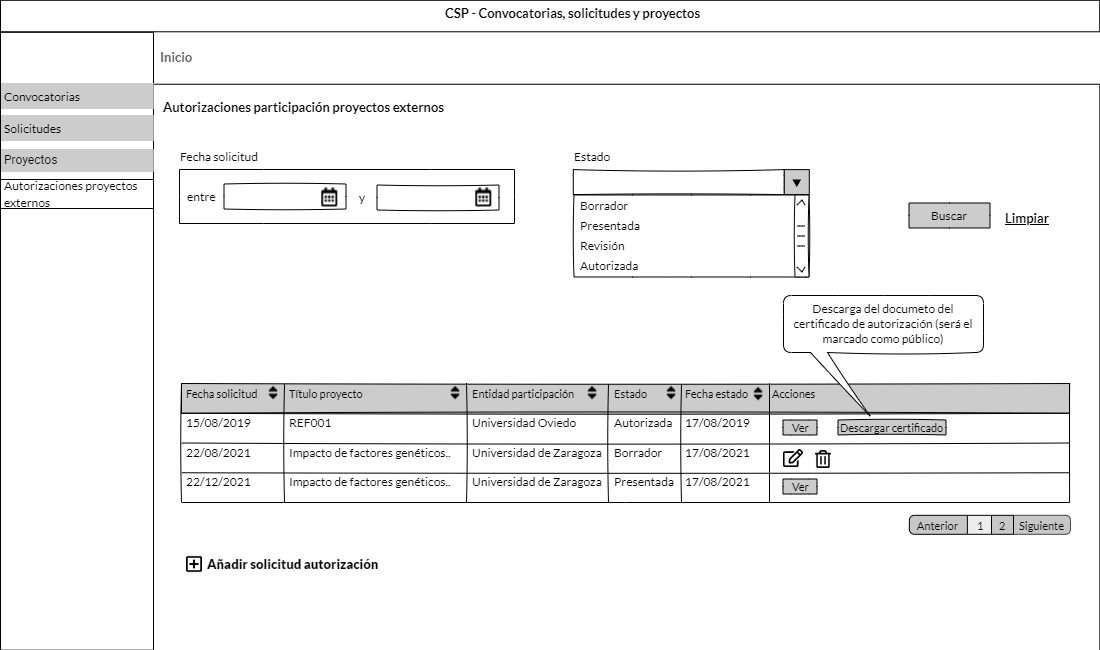 CSP - Convocatorias, solicitudes y proyectos
Inicio
Convocatorias
Solicitudes
Proyectos
Autorizaciones proyectos
externos
Autorizaciones participación proyectos externos
Fecha solicitud
entre
y
Estado
Borrador
Presentada
Revisión
Autorizada
Buscar
Limpiar
Descarga del documeto del
certificado de autorización (será el
marcado como público)
Fecha solicitud Título proyecto Entidad participación Estado Fecha estado Acciones
15/08/2019 REF001 Universidad Oviedo Autorizada 17/08/2019 Ver Descargar certificado
22/08/2021 Impacto de factores genéticos.. Universidad de Zaragoza Borrador 17/08/2021
22/12/2021 Impacto de factores genéticos.. Universidad de Zaragoza Presentada 17/08/2021 Ver
Anterior 1 2 Siguiente
Añadir solicitud autorización